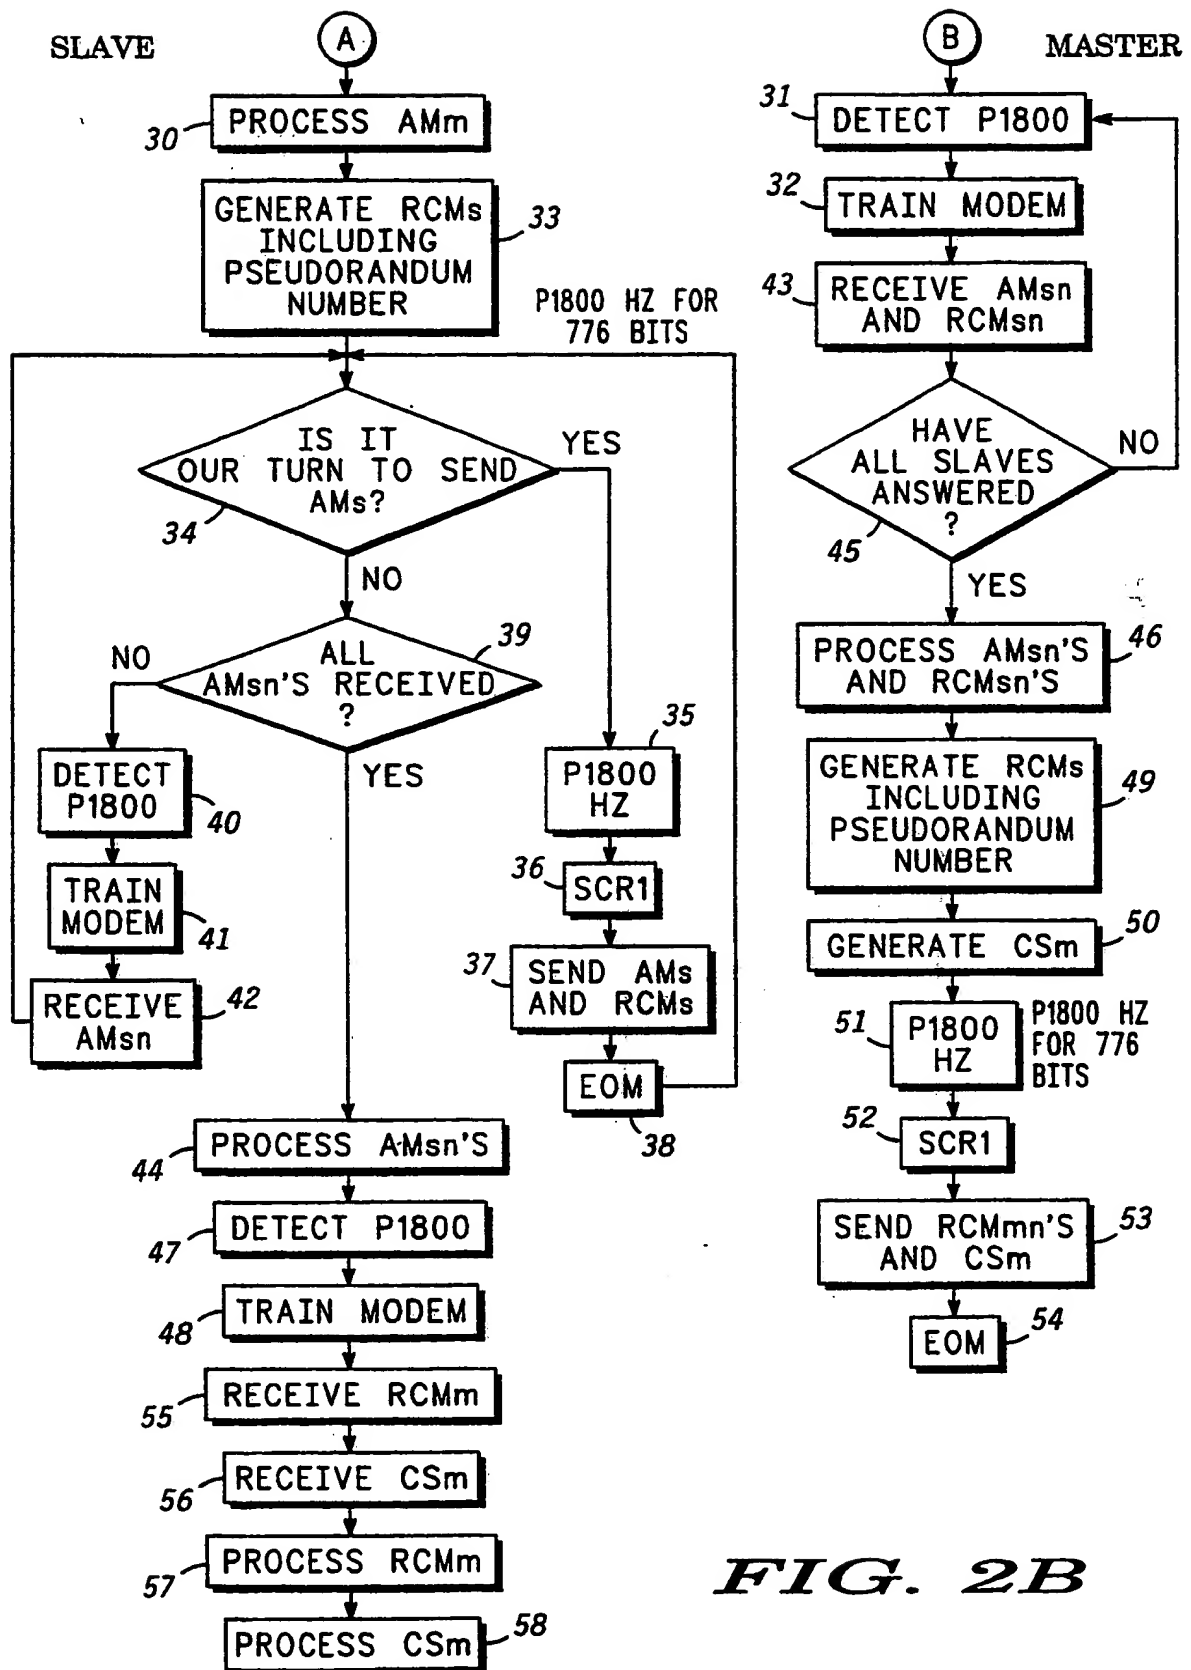 SLAVE
A
30
PROCESS AMm
GENERATE RCMs
INCLUDING
PSEUDORANDUM
NUMBER
33
P1800 HZ FOR
776 BITS
IS IT
OUR TURN TO SEND
AMs?
34
YES
NO
ALL
AMsn'S RECEIVED
?
39
NO
YES
DETECT
P1800
40
TRAIN
MODEM
41
RECEIVE
AMsn
42
35
P1800
HZ
36
SCR1
37
SEND AMs
AND RCMs
EOM
38
44
PROCESS AMsn'S
47
DETECT P1800
48
TRAIN MODEM
55
RECEIVE RCMm
56
RECEIVE CSm
57
PROCESS RCMm
PROCESS CSm
58
B
MASTER
31
DETECT P1800
32
TRAIN MODEM
43
RECEIVE AMsn
AND RCMsn
HAVE
ALL SLAVES
ANSWERED
?
45
NO
YES
PROCESS AMsn'S
AND RCMsn'S
46
GENERATE RCMs
INCLUDING
PSEUDORANDUM
NUMBER
49
GENERATE CSm
50
51
P1800
HZ
P1800 HZ
FOR 776
BITS
52
SCR1
SEND RCMmn'S
AND CSm
53
EOM
54
FIG. 2B